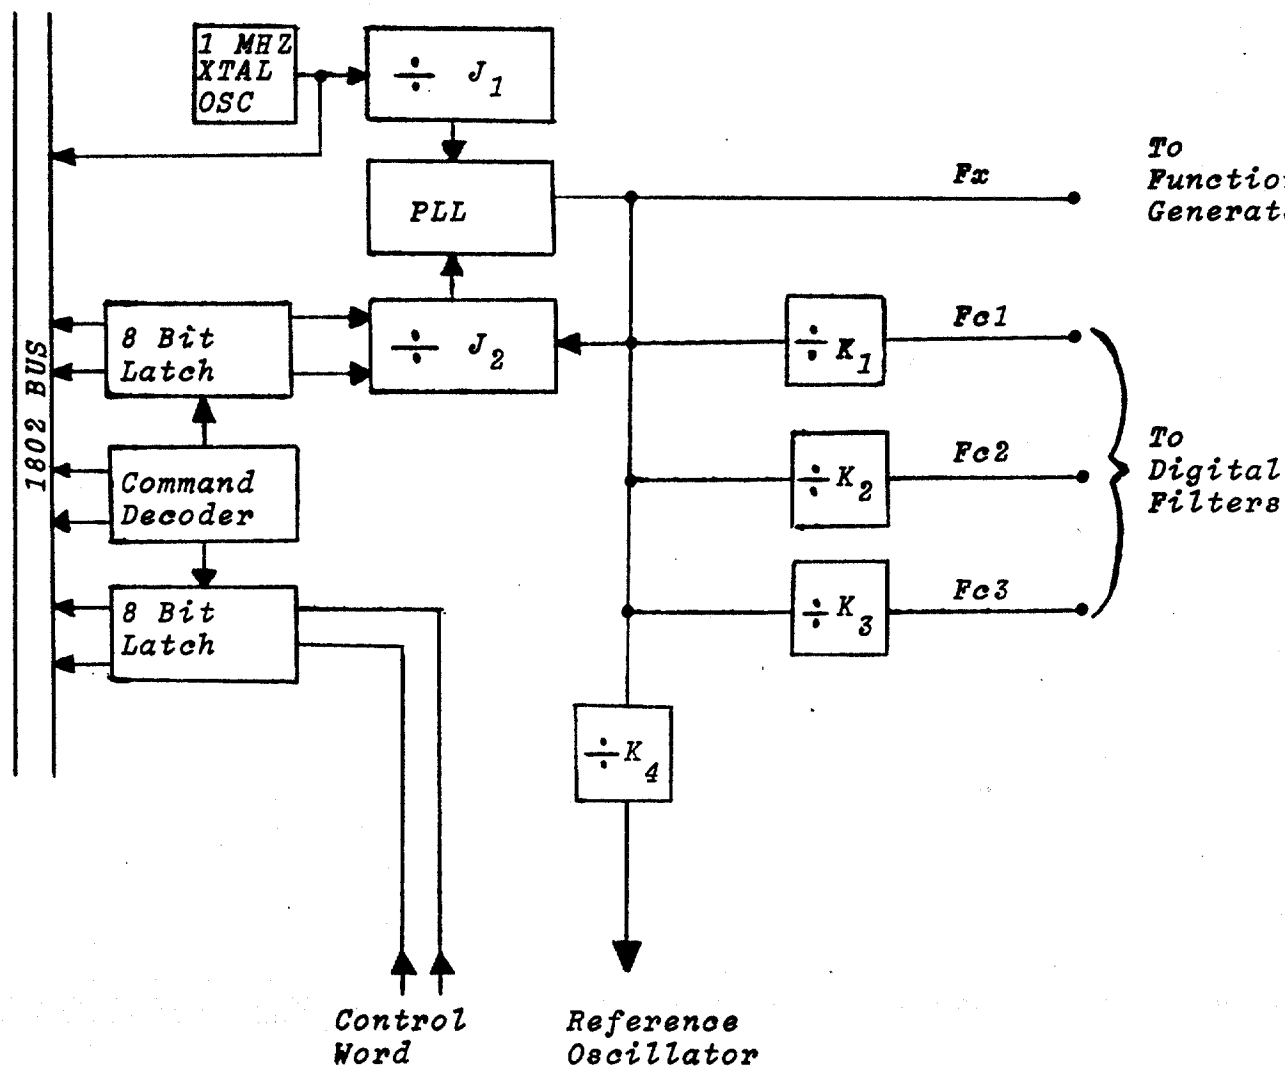 1 MHZ
XTAL
OSC
÷ J1
PLL
Fx
To
Function
Generat
1802 BUS
8 Bit
Latch
÷ J2
÷ K1
Fc1
Command
Decoder
÷ K2
Fc2
To
Digital
Filters
8 Bit
Latch
÷ K3
Fc3
÷ K4
Control
Word
Reference
Oscillator